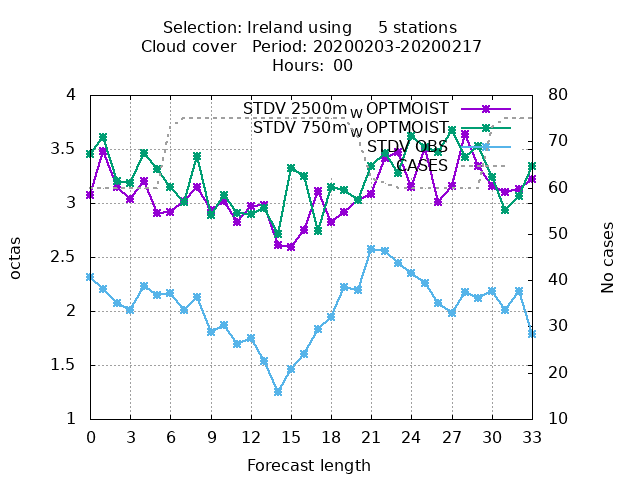 Selection: Ireland using 5 stations
Cloud cover Period: 20200203-20200217
Hours: 00
4 80
STDV 2500m W OPTMOIST
STDV 750m W OPTMOIST
STDV OBS
CASES
3.5 70
3 60
2.5 50
2 40
1.5 30
20
1 10
octas
No cases
0 3 6 9 12 15 18 21 24 27 30 33
Forecast length